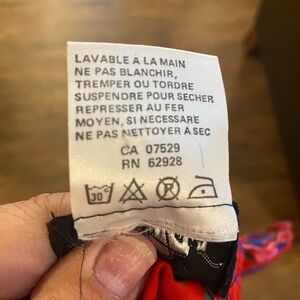 LAVABLE À LA MAIN
NE PAS BLANCHIR,
TREMPER OU TORDRE
SUSPENDRE POUR SECHER
REPRESSER AU FER
MOYEN, SI NECESSARE
NE PAS NETTOYER A SEC
CA 07529
RN 62928
30